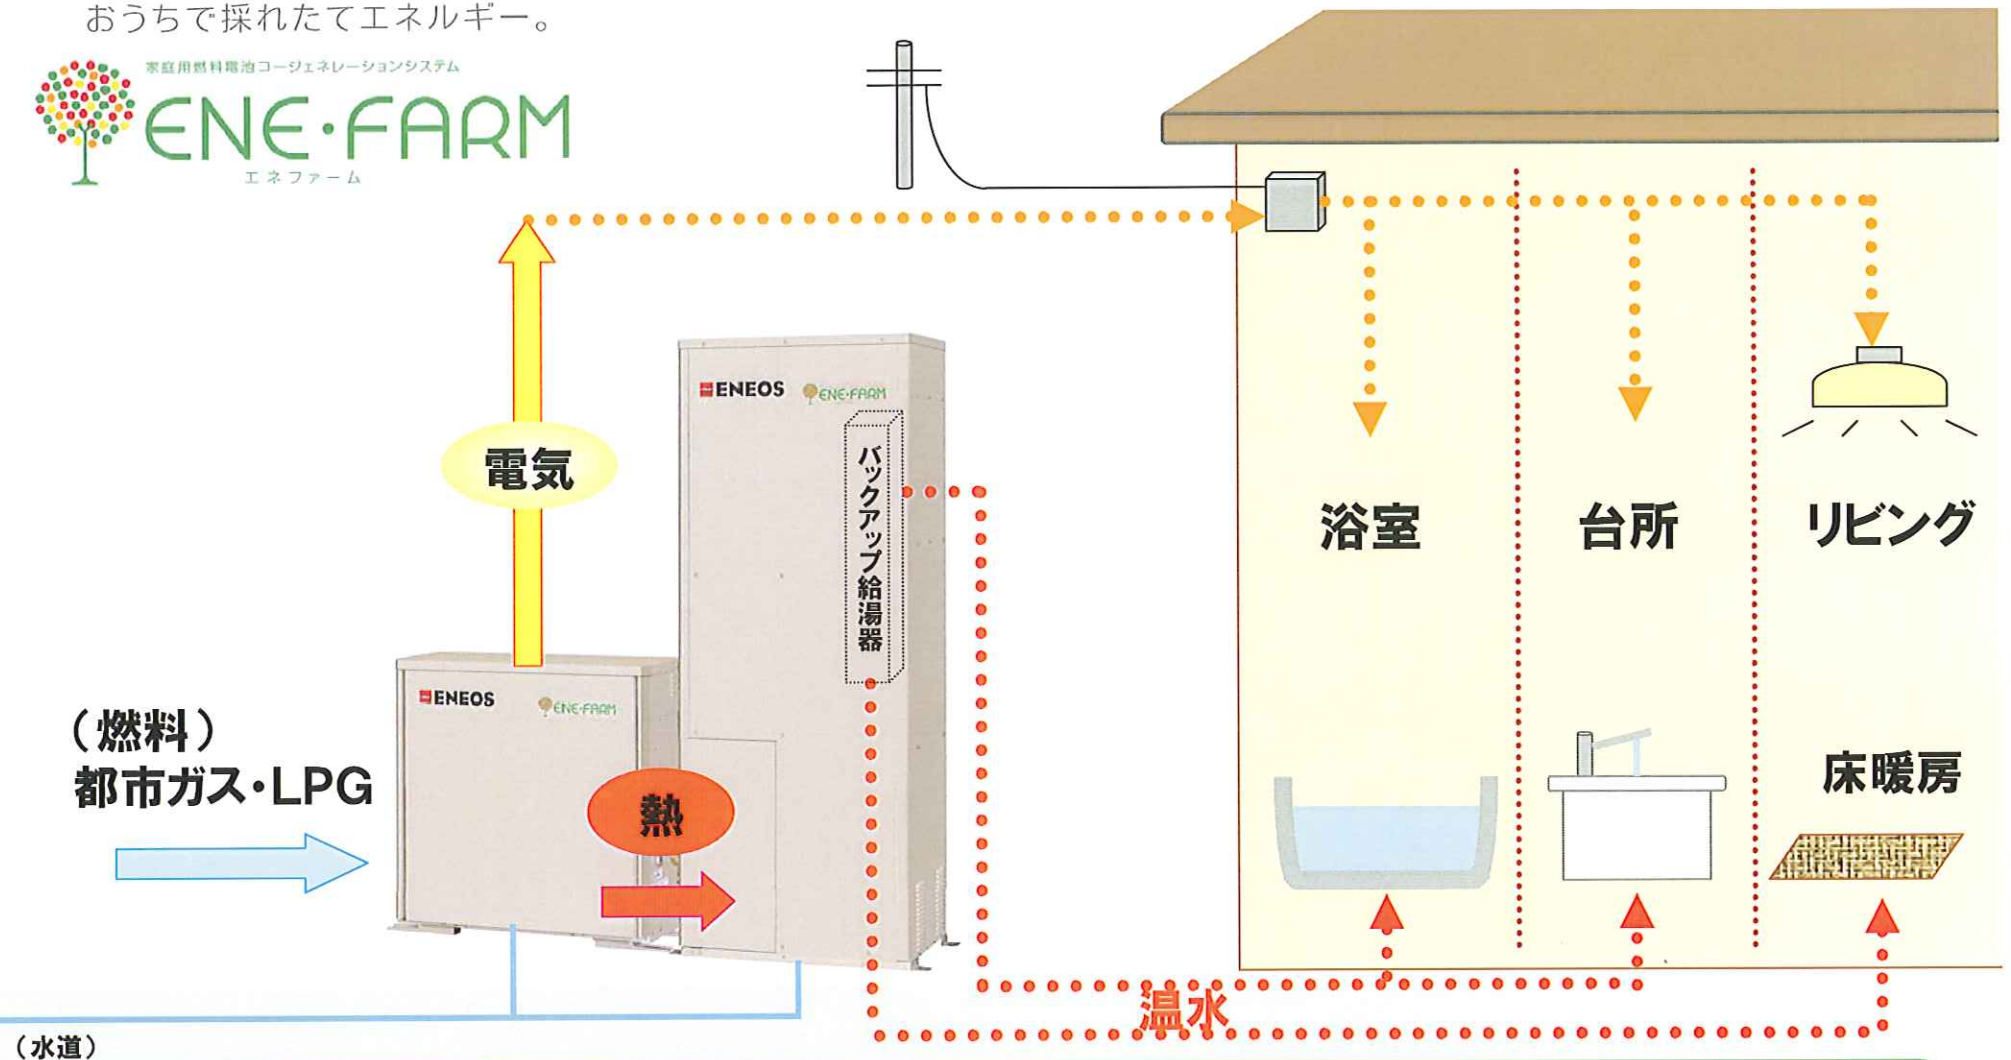 おうちで採れたてエネルギー。
家庭用燃料電池コージェネレーションシステム
ENE・FARM
エネファーム
ENEOS ENE・FARM
バックアップ給湯器
電気
浴室
台所
リビング
ENEOS ENE・FARM
(燃料)
都市ガス・LPG
熱
床暖房
温水
(水道)